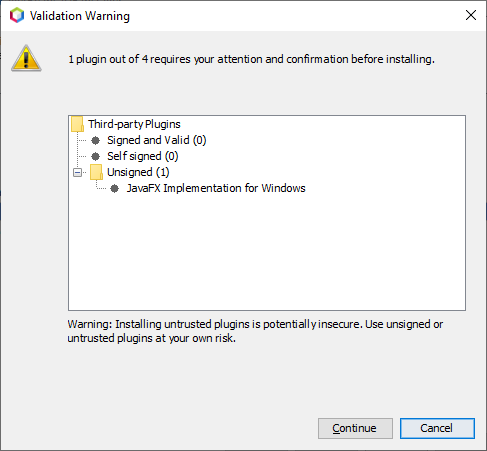 Validation Warning
1 plugin out of 4 requires your attention and confirmation before installing.
Third-party Plugins
Signed and Valid (0)
Self signed (0)
Unsigned (1)
JavaFX Implementation for Windows
Warning: Installing untrusted plugins is potentially insecure. Use unsigned or
untrusted plugins at your own risk.
Continue
Cancel